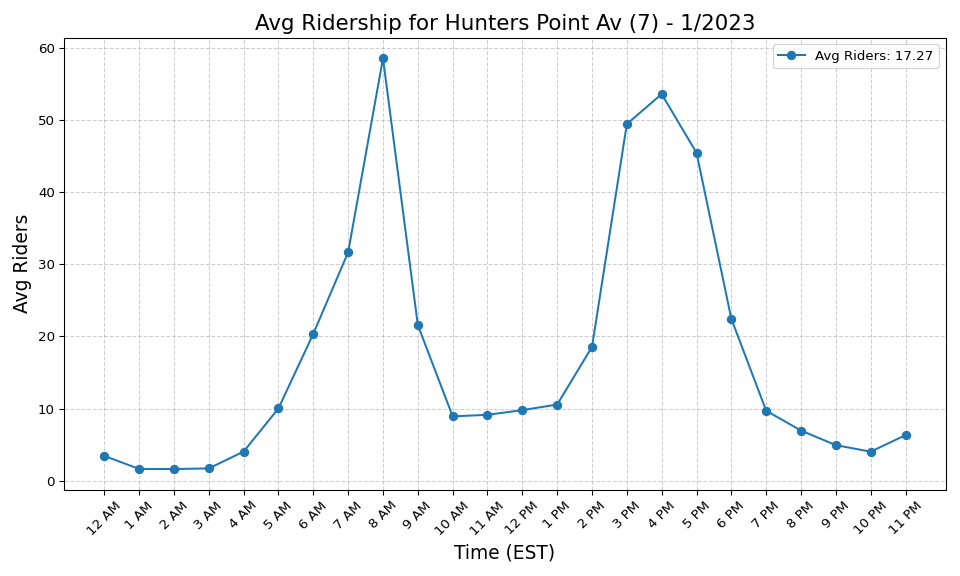 Avg Ridership for Hunters Point Av (7) - 1/2023
Avg Riders: 17.27
60
50
40
30
20
10
0
Avg Riders
12 AM
1 AM
2 AM
3 AM
4 AM
5 AM
6 AM
7 AM
8 AM
9 AM
10 AM
11 AM
12 PM
1 PM
2 PM
3 PM
4 PM
5 PM
6 PM
7 PM
8 PM
9 PM
10 PM
11 PM
Time (EST)